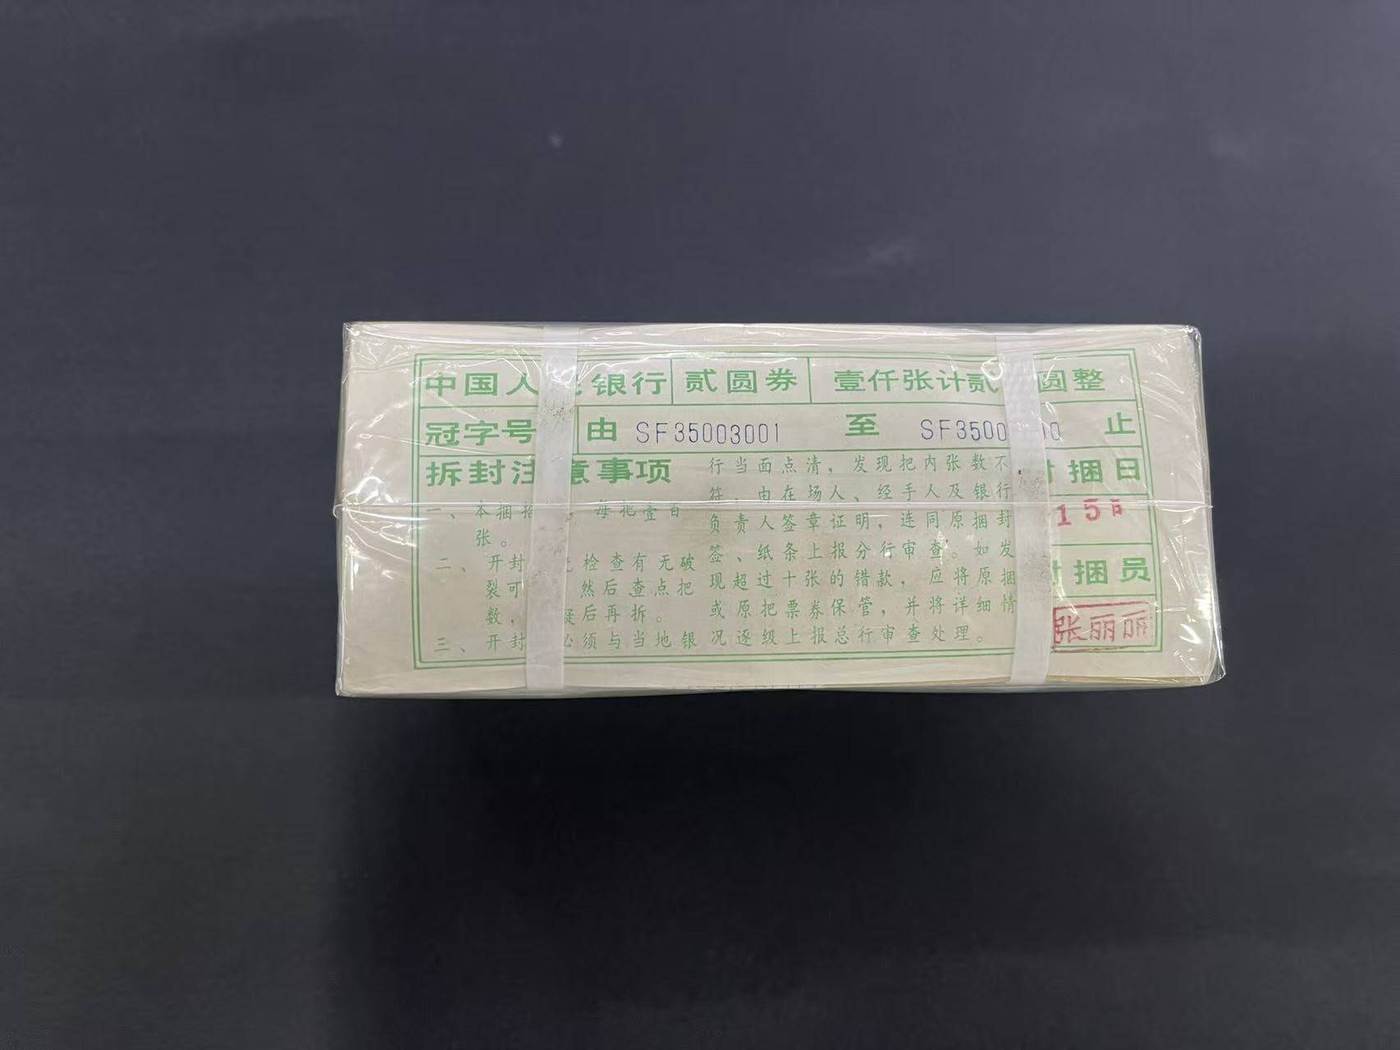 中国人 银行 贰圆券 壹仟张计贰 圆整
冠字号 由 SF35003001 至 SF3500 00 止
拆封注意事项
一、本捆 每把壹百
张。
二、开封 检查有无破
裂可 然后查点把
数, 后再拆。
三、开封 必须与当地银
行当面点清，发现把内张数不
符，由在场人、经手人及银行
负责人签章证明，连同原捆封
签、纸条上报分行审查。如发
现超过十张的错款，应将原捆
或原把票券保管，并将详细情
况逐级上报总行审查处理。
封捆日
15
封捆员
张丽丽